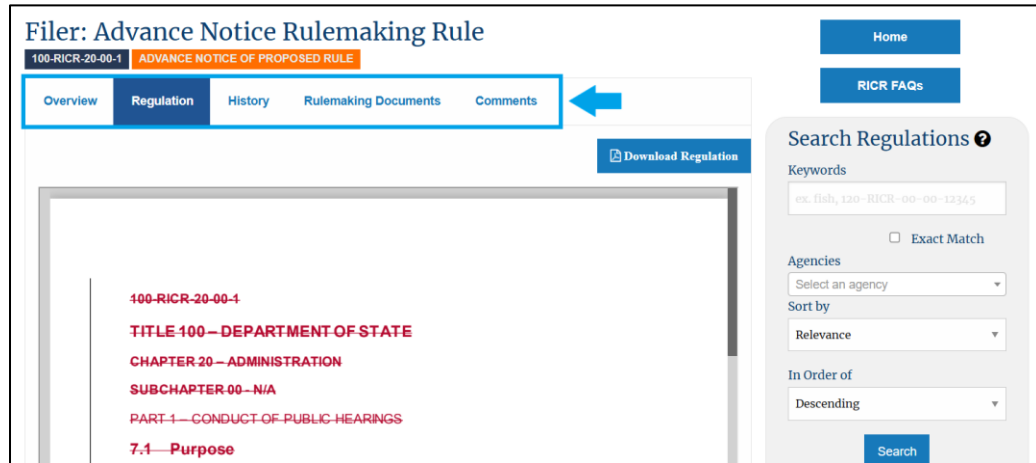 Filer: Advance Notice Rulemaking Rule
100-RICR-20-00-1 ADVANCE NOTICE OF PROPOSED RULE
Overview Regulation History Rulemaking Documents Comments
Download Regulation
100-RICR-20-00-1
TITLE 100 – DEPARTMENT OF STATE
CHAPTER 20 – ADMINISTRATION
SUBCHAPTER 00 - N/A
PART 1 – CONDUCT OF PUBLIC HEARINGS
7.1 Purpose
Home
RICR FAQs
Search Regulations ?
Keywords
ex. fish, 120-RICR-00-00-12345
Exact Match
Agencies
Select an agency
Sort by
Relevance
In Order of
Descending
Search